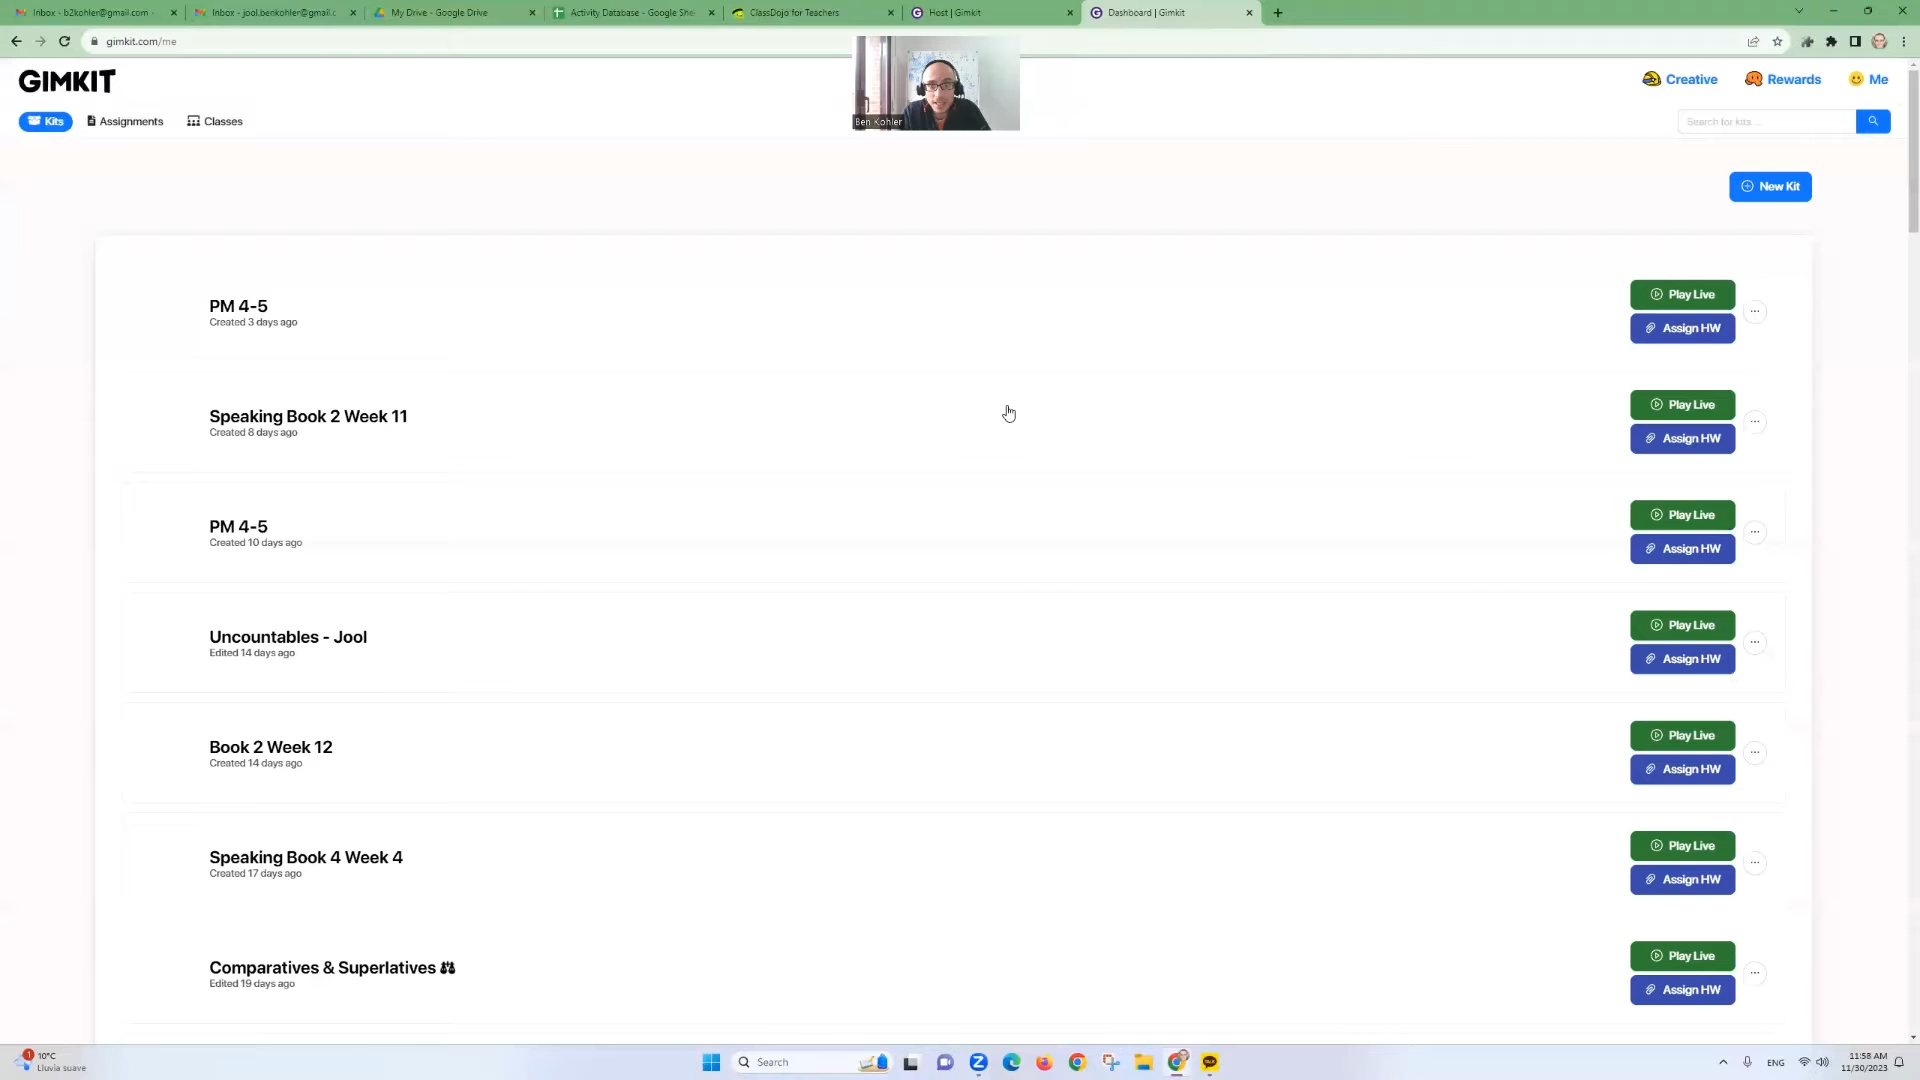 Inbox - b2kohler@gmail.com -
Inbox - jool.benkohler@gmail.c
My Drive - Google Drive
Activity Database - Google She
ClassDojo for Teachers
Host | Gimkit
Dashboard | Gimkit
gimkit.com/me
GIMKIT
Creative
Rewards
Me
Kits
Assignments
Classes
Ben Kohler
Search for kits...
New Kit
PM 4-5
Created 3 days ago
Play Live
Assign HW
Speaking Book 2 Week 11
Created 8 days ago
Play Live
Assign HW
PM 4-5
Created 10 days ago
Play Live
Assign HW
Uncountables - Jool
Edited 14 days ago
Play Live
Assign HW
Book 2 Week 12
Created 14 days ago
Play Live
Assign HW
Speaking Book 4 Week 4
Created 17 days ago
Play Live
Assign HW
Comparatives & Superlatives
Edited 19 days ago
Play Live
Assign HW
1
10°C
Lluvia suave
Search
ENG
11:58 AM
11/30/2023